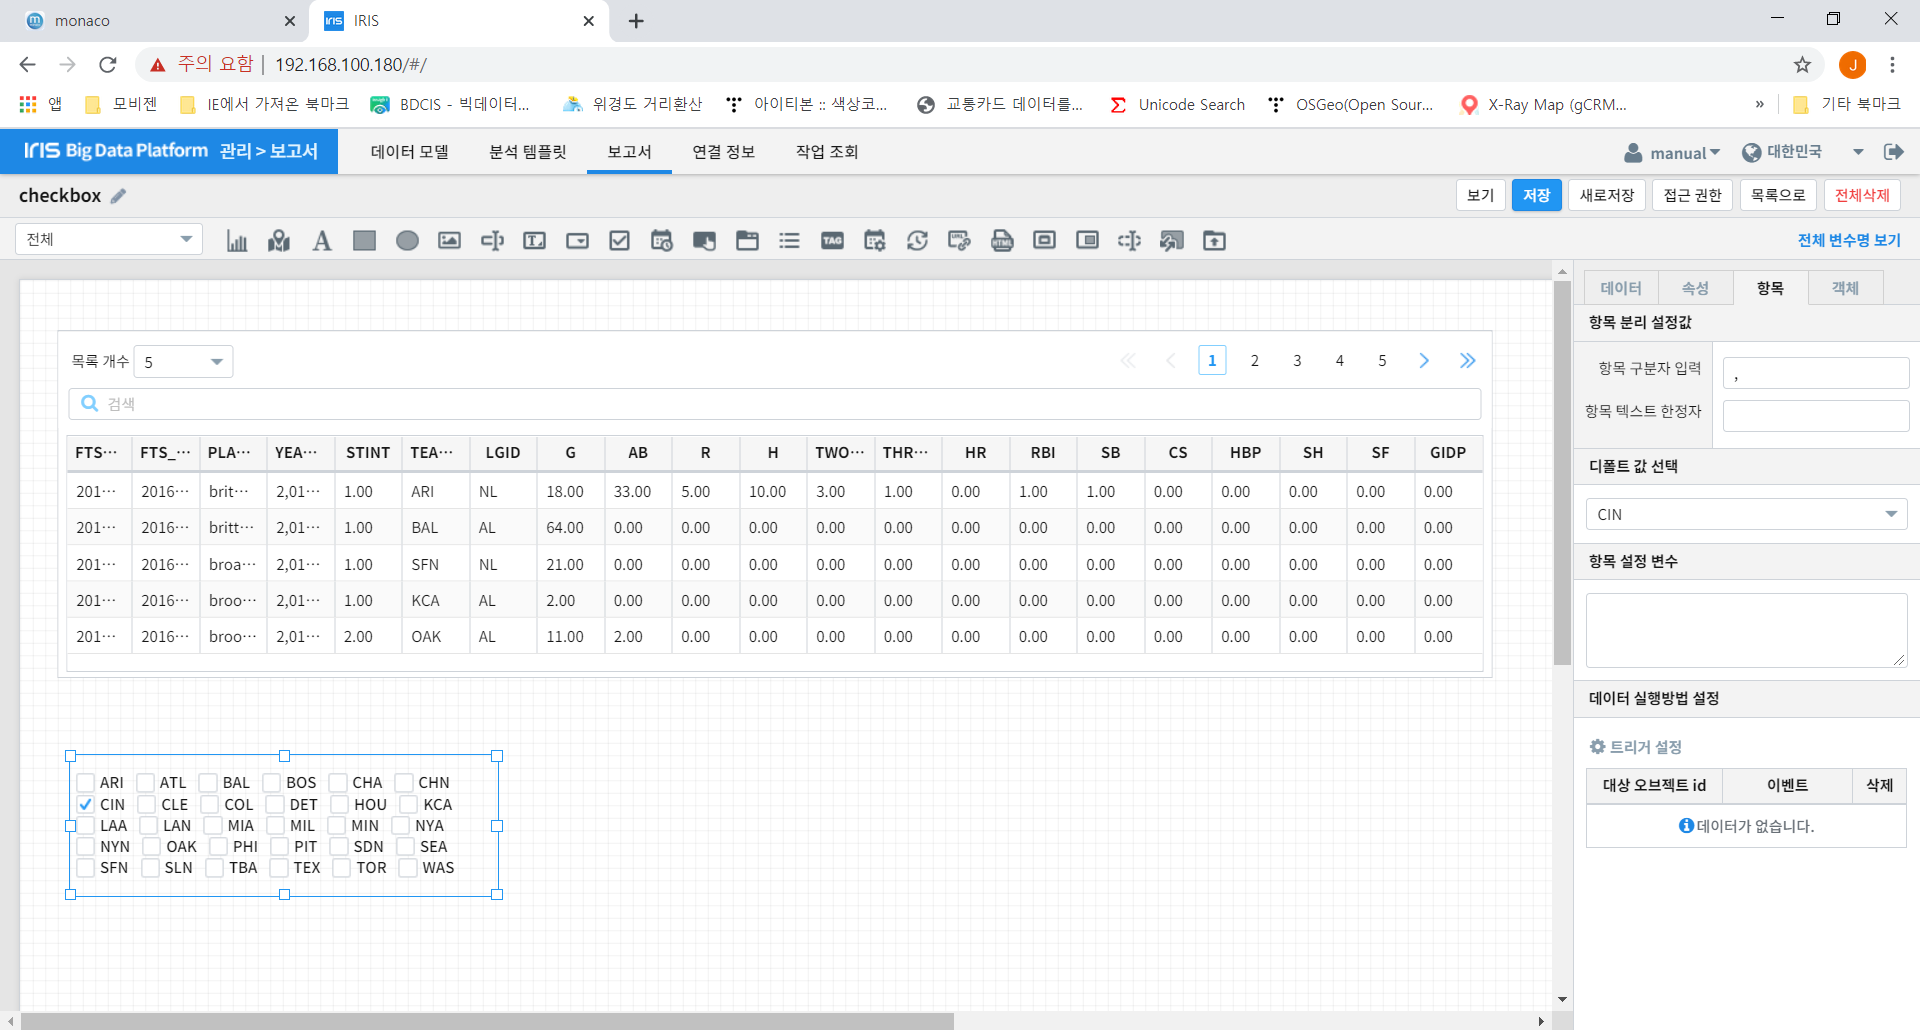 monaco
IRIS
주의 요함 | 192.168.100.180/#/
J
앱 모비젠 IE에서 가져온 북마크 BDCIS - 빅데이터... 위경도 거리환산 아이티본 :: 색상코... 교통카드 데이터를... Unicode Search OSGeo(Open Sour... X-Ray Map (gCRM... » 기타 북마크
IRIS Big Data Platform 관리 > 보고서 데이터 모델 분석 템플릿 보고서 연결 정보 작업 조회 manual 대한민국
checkbox 보기 저장 새로저장 접근 권한 목록으로 전체삭제
전체 전체 변수명 보기
목록 개수 5 1 2 3 4 5
검색
FTS··· FTS_··· PLA··· YEA··· STINT TEA··· LGID G AB R H TWO··· THR··· HR RBI SB CS HBP SH SF GIDP
201··· 2016··· brit··· 2,01··· 1.00 ARI NL 18.00 33.00 5.00 10.00 3.00 1.00 0.00 1.00 1.00 0.00 0.00 0.00 0.00 0.00
201··· 2016··· britt··· 2,01··· 1.00 BAL AL 64.00 0.00 0.00 0.00 0.00 0.00 0.00 0.00 0.00 0.00 0.00 0.00 0.00 0.00
201··· 2016··· broa··· 2,01··· 1.00 SFN NL 21.00 0.00 0.00 0.00 0.00 0.00 0.00 0.00 0.00 0.00 0.00 0.00 0.00 0.00
201··· 2016··· broo··· 2,01··· 1.00 KCA AL 2.00 0.00 0.00 0.00 0.00 0.00 0.00 0.00 0.00 0.00 0.00 0.00 0.00 0.00
201··· 2016··· broo··· 2,01··· 2.00 OAK AL 11.00 2.00 0.00 0.00 0.00 0.00 0.00 0.00 0.00 0.00 0.00 0.00 0.00 0.00
ARI ATL BAL BOS CHA CHN
CIN CLE COL DET HOU KCA
LAA LAN MIA MIL MIN NYA
NYN OAK PHI PIT SDN SEA
SFN SLN TBA TEX TOR WAS
데이터 속성 항목 객체
항목 분리 설정값
항목 구분자 입력 ,
항목 텍스트 한정자
디폴트 값 선택
CIN
항목 설정 변수
데이터 실행방법 설정
트리거 설정
대상 오브젝트 id 이벤트 삭제
데이터가 없습니다.